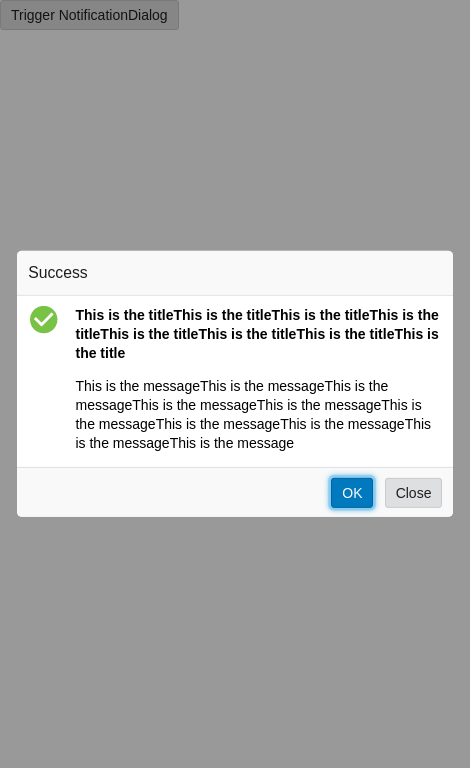 Trigger NotificationDialog
Success
This is the titleThis is the titleThis is the titleThis is the
titleThis is the titleThis is the titleThis is the titleThis is
the title
This is the messageThis is the messageThis is the
messageThis is the messageThis is the messageThis is
the messageThis is the messageThis is the messageThis
is the messageThis is the message
OK
Close